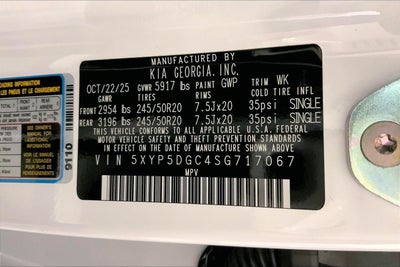 MANUFACTURED BY
KIA GEORGIA, INC.
OCT/22/25 GVWR 5917 lbs PAINT GWP TRIM WK
GAWR TIRES RIMS COLD TIRE INFL
FRONT 2954 lbs 245/50R20 7.5Jx20 35psi SINGLE
REAR 3196 lbs 245/50R20 7.5Jx20 35psi SINGLE
THIS VEHICLE CONFORMS TO ALL APPLICABLE U.S. FEDERAL
MOTOR VEHICLE SAFETY AND THEFT PREVENTION STANDARDS
IN EFFECT ON THE DATE OF MANUFACTURE SHOWN ABOVE.
VIN 5XYP5DGC4SG717067
MPV
9110